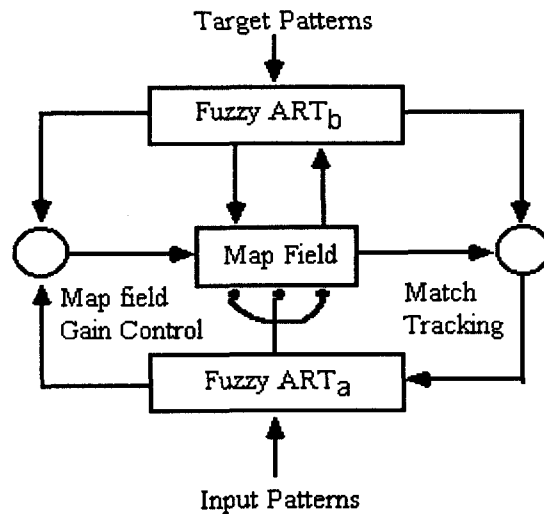 Target Patterns
Fuzzy ARTb
Map Field
Map field
Gain Control
Match
Tracking
Fuzzy ARTa
Input Patterns